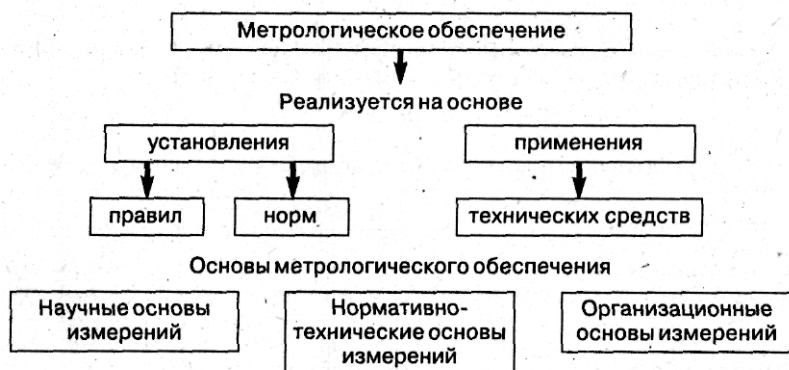 Метрологическое обеспечение
Реализуется на основе
установления применения
правил норм технических средств
Основы метрологического обеспечения
Научные основы
измерений
Нормативно-
технические основы
измерений
Организационные
основы измерений